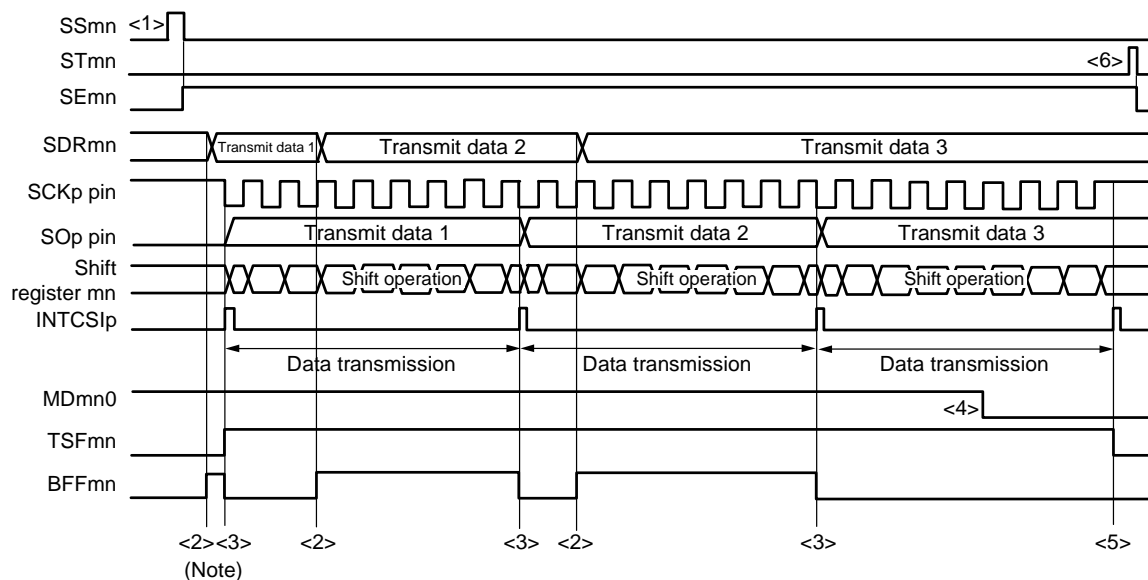 SSmn <1>
STmn <6>
SEmn
SDRmn Transmit data 1 Transmit data 2 Transmit data 3
SCKp pin
SOp pin Transmit data 1 Transmit data 2 Transmit data 3
Shift
register mn Shift operation Shift operation Shift operation
INTCSIp
Data transmission Data transmission Data transmission
MDmn0 <4>
TSFmn
BFFmn
<2> <3> <2> <3> <2> <3> <5>
(Note)